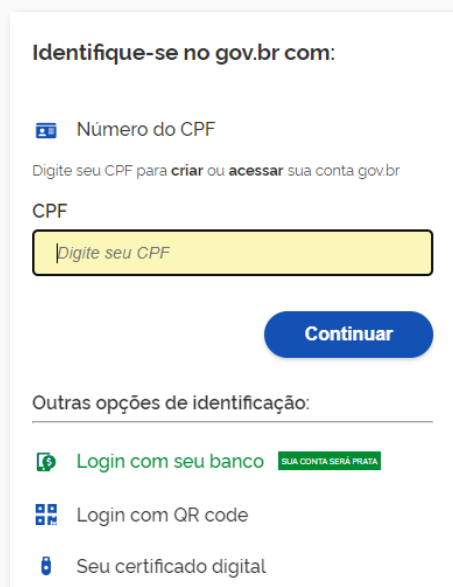 Identifique-se no gov.br com:
Número do CPF
Digite seu CPF para criar ou acessar sua conta gov.br
CPF
Digite seu CPF
Continuar
Outras opções de identificação:
Login com seu banco SUA CONTA SERÁ PRATA
Login com QR code
Seu certificado digital